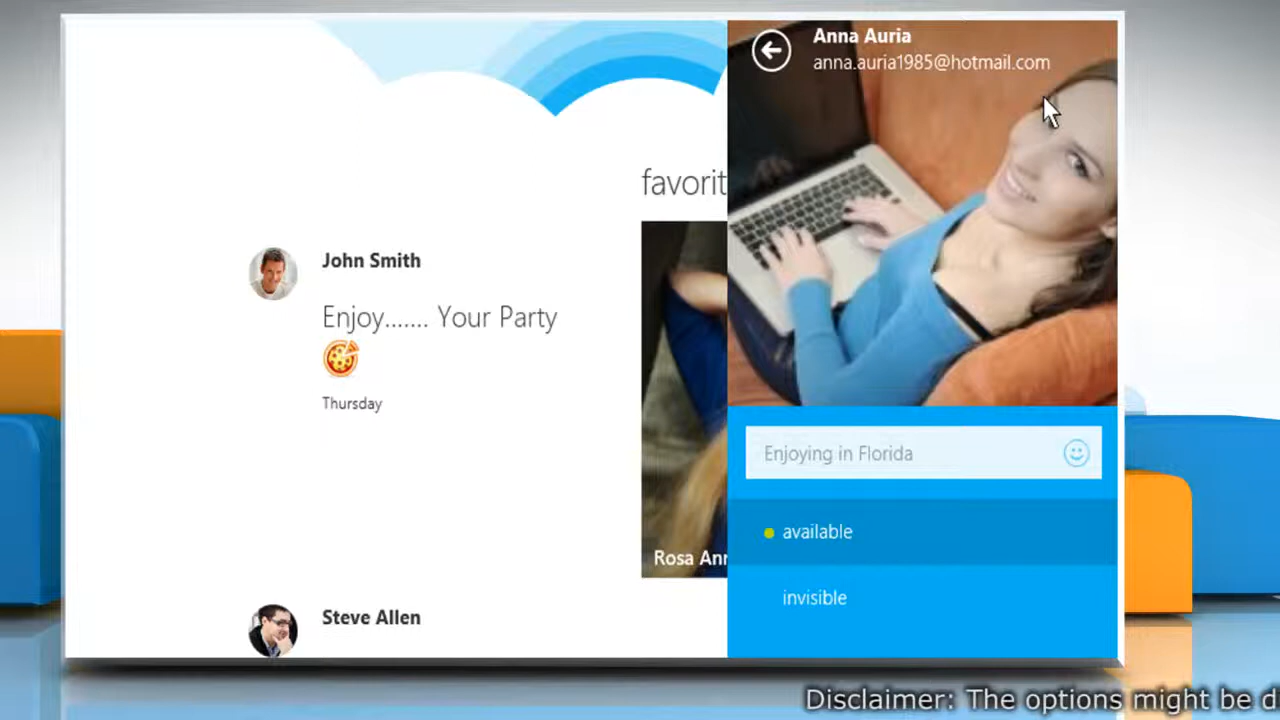 Anna Auria
anna.auria1985@hotmail.com
favorit
John Smith
Enjoy....... Your Party
Thursday
Rosa Ann
Steve Allen
Enjoying in Florida
available
invisible
Disclaimer: The options might be d